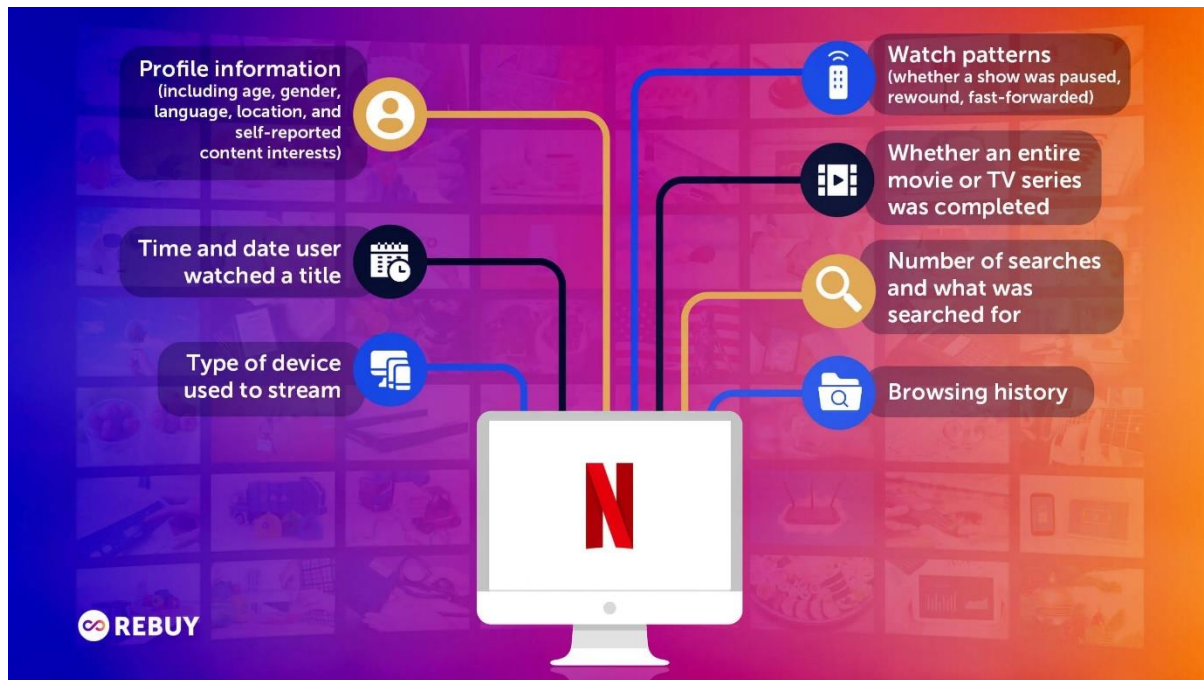 Profile information
(including age, gender,
language, location, and
self-reported
content interests)
Time and date user
watched a title
Type of device
used to stream
Watch patterns
(whether a show was paused,
rewound, fast-forwarded)
Whether an entire
movie or TV series
was completed
Number of searches
and what was
searched for
Browsing history
N
REBUY